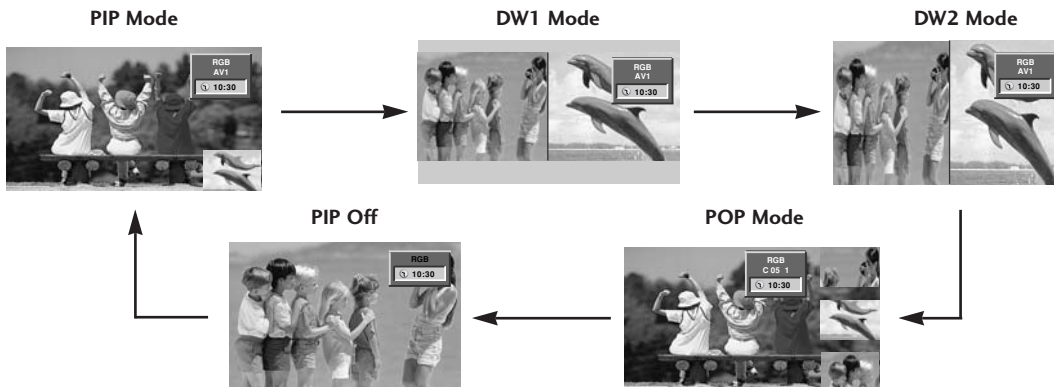 PIP Mode
DW1 Mode
DW2 Mode
RGB
AV1
10:30
RGB
AV1
10:30
RGB
AV1
10:30
PIP Off
POP Mode
RGB
10:30
RGB
C 05 1
10:30